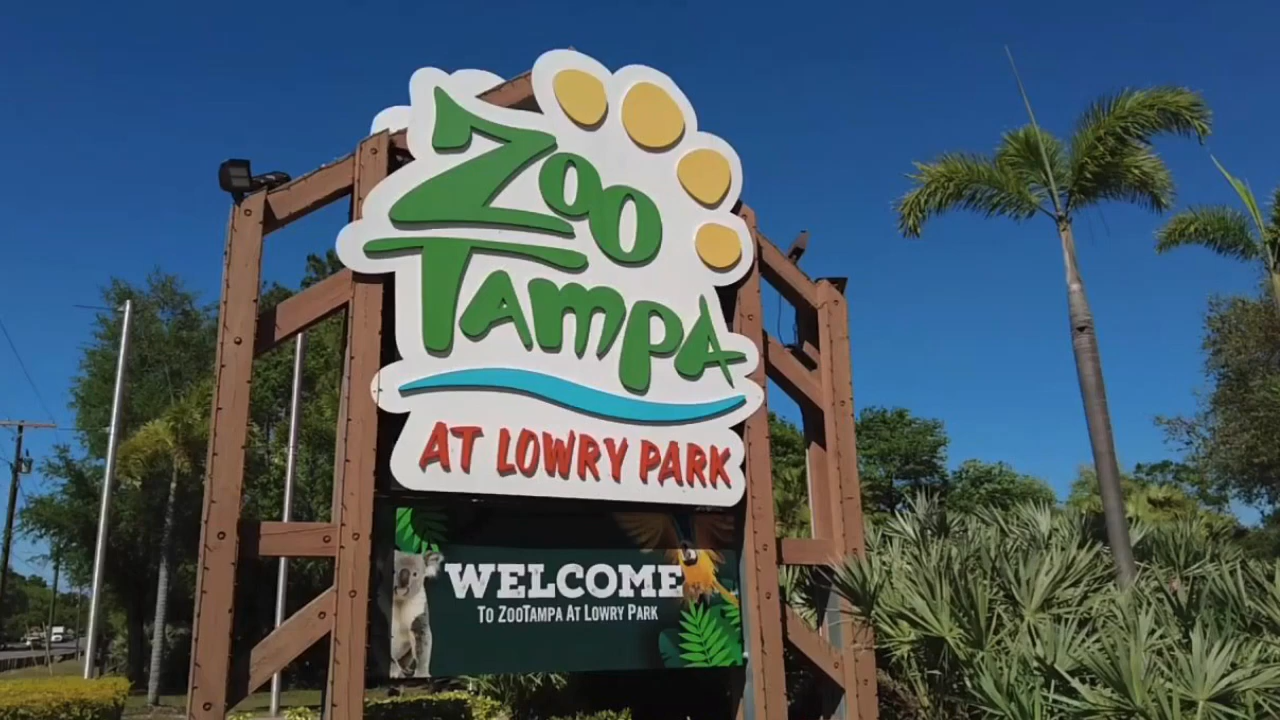 ZOO
TAMPA
AT LOWRY PARK
WELCOME
TO ZOOTAMPA AT LOWRY PARK